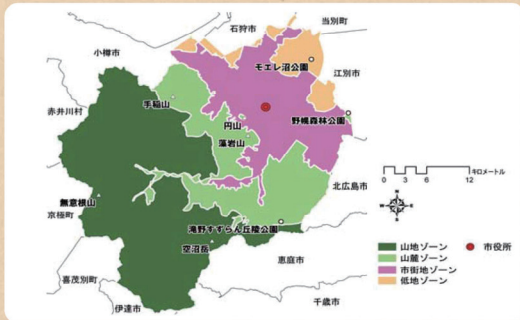 石狩市
当別町
小樽市
モエレ沼公園
江別市
手稲山
赤井川村
円山
野幌森林公園
藻岩山
キロメートル
0 3 6 12
北広島市
N
W E
S
無意根山
京極町
滝野すずらん丘陵公園
空沼岳
山地ゾーン
市役所
山麓ゾーン
恵庭市
市街地ゾーン
喜茂別町
低地ゾーン
千歳市
伊達市